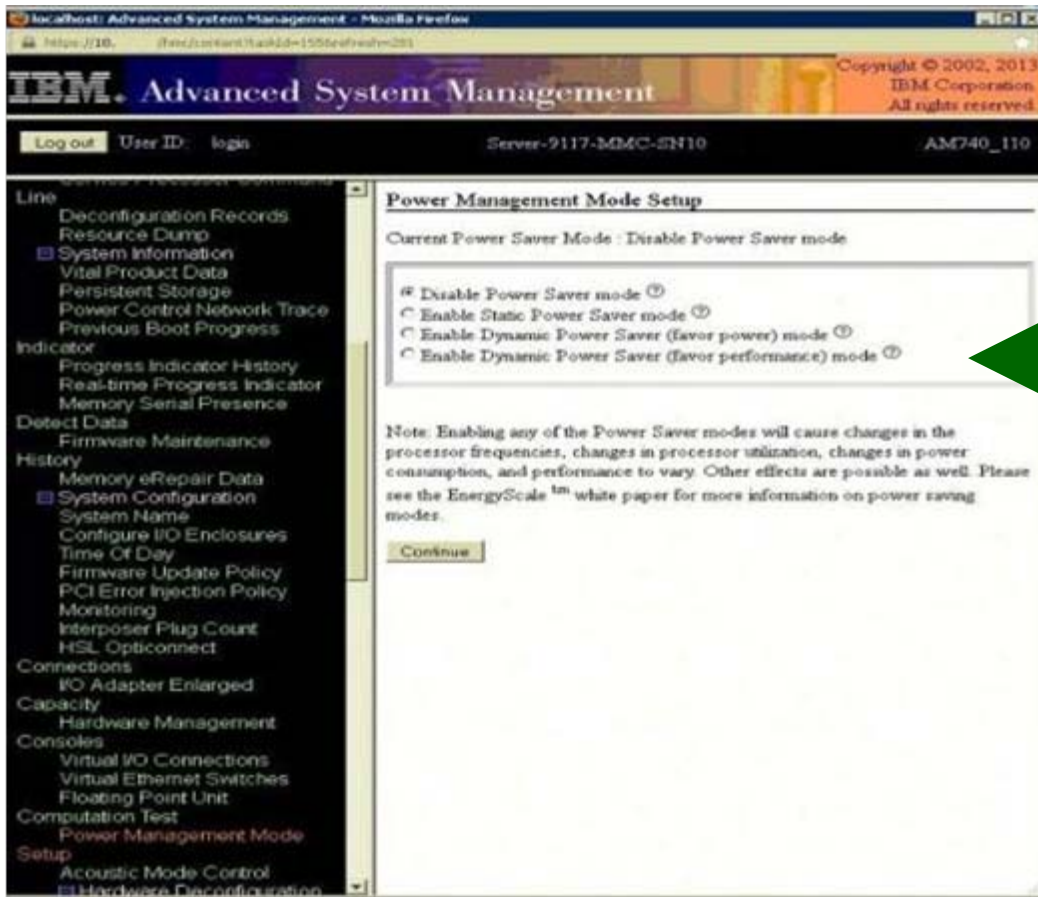 localhost: Advanced System Management - Mozilla Firefox
https://10.
IBM. Advanced System Management
Copyright © 2002, 2013
IBM Corporation.
All rights reserved.
Log out User ID: login Server-9117-MMC-SN10 AM740_110
Line
Deconfiguration Records
Resource Dump
System Information
Vital Product Data
Persistent Storage
Power Control Network Trace
Previous Boot Progress
Indicator
Progress Indicator History
Real-time Progress Indicator
Memory Serial Presence
Detect Data
Firmware Maintenance
History
Memory eRepair Data
System Configuration
System Name
Configure I/O Enclosures
Time Of Day
Firmware Update Policy
PCI Error Injection Policy
Monitoring
Interposer Plug Count
HSL Opticonnect
Connections
I/O Adapter Enlarged
Capacity
Hardware Management
Consoles
Virtual I/O Connections
Virtual Ethernet Switches
Floating Point Unit
Computation Test
Power Management Mode
Setup
Acoustic Mode Control
Hardware Deconfiguration
Power Management Mode Setup
Current Power Saver Mode : Disable Power Saver mode
Disable Power Saver mode ?
Enable Static Power Saver mode ?
Enable Dynamic Power Saver (favor power) mode ?
Enable Dynamic Power Saver (favor performance) mode ?
Note: Enabling any of the Power Saver modes will cause changes in the
processor frequencies, changes in processor utilization, changes in power
consumption, and performance to vary. Other effects are possible as well. Please
see the EnergyScale tm white paper for more information on power saving
modes.
Continue